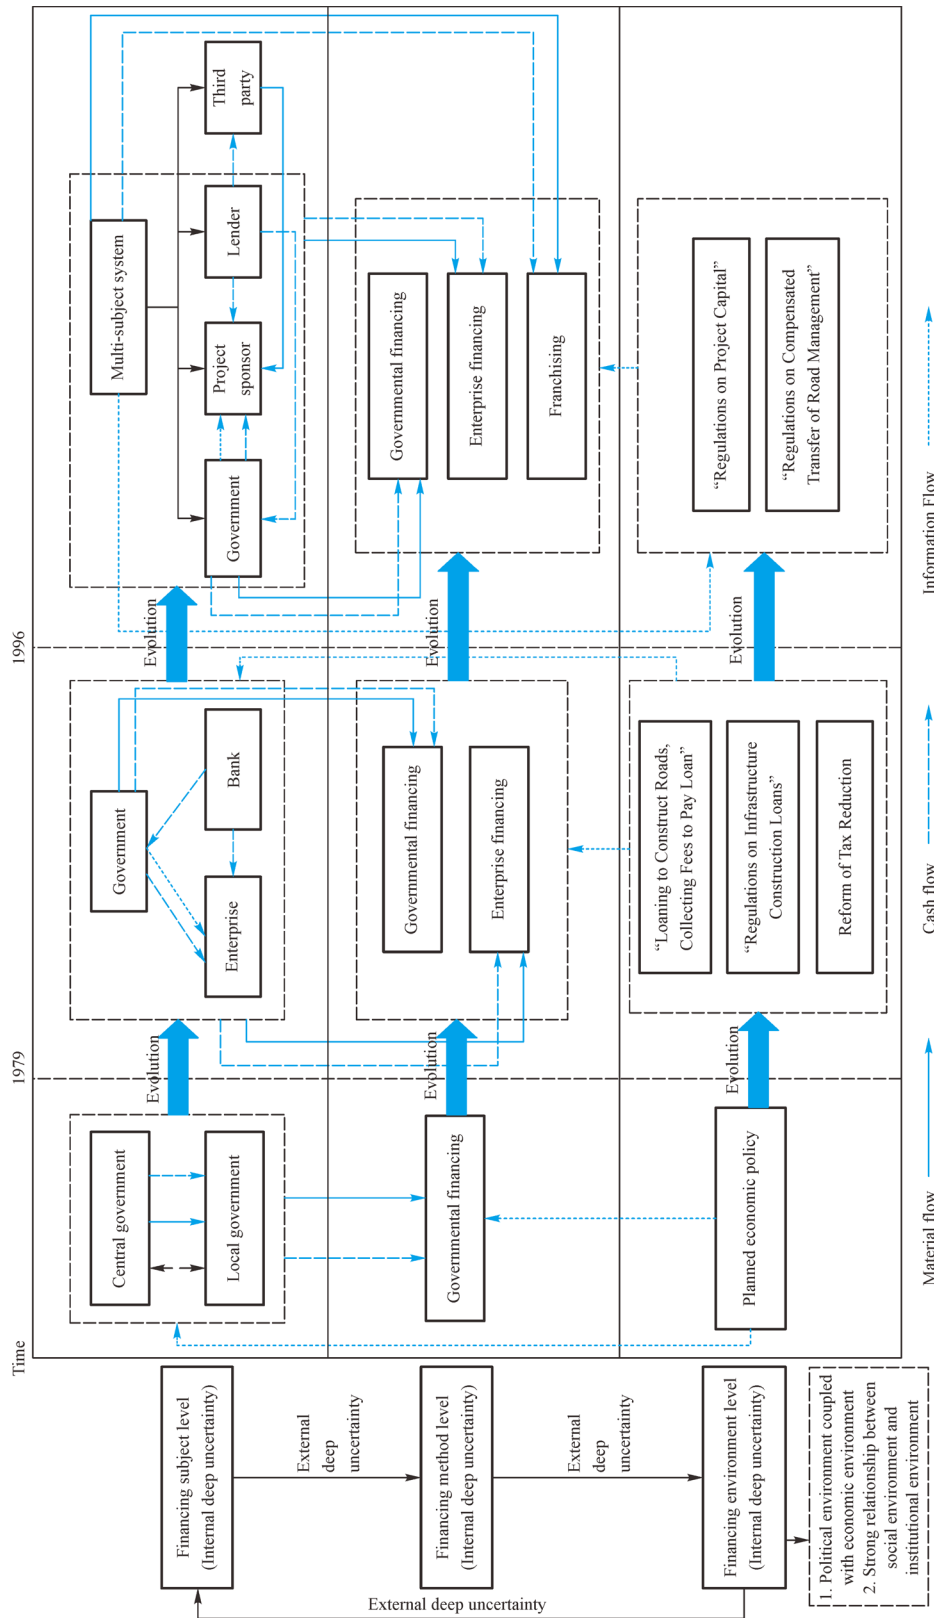 Time
1979
1996
Financing subject level
(Internal deep uncertainty)
External
deep
uncertainty
Financing method level
(Internal deep uncertainty)
External
deep
uncertainty
Financing environment level
(Internal deep uncertainty)
External deep uncertainty
1. Political environment coupled
with economic environment
2. Strong relationship between
social environment and
institutional environment
Central government
Local government
Evolution
Government
Enterprise
Bank
Evolution
Multi-subject system
Government
Project
sponsor
Lender
Third
party
Governmental financing
Evolution
Governmental financing
Enterprise financing
Evolution
Governmental financing
Enterprise financing
Franchising
Planned economic policy
Evolution
“Loaning to Construct Roads,
Collecting Fees to Pay Loan”
“Regulations on Infrastructure
Construction Loans”
Reform of Tax Reduction
Evolution
“Regulations on Project Capital”
“Regulations on Compensated
Transfer of Road Management”
Material flow
Cash flow
Information Flow